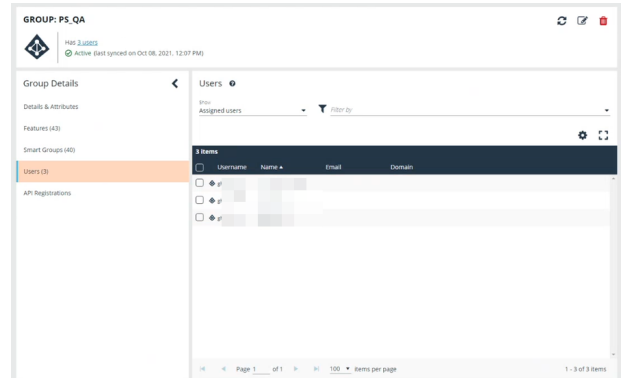 GROUP: PS_QA
Has 3 users
Active (last synced on Oct 08, 2021, 12:07 PM)
Group Details
Details & Attributes
Features (43)
Smart Groups (40)
Users (3)
API Registrations
Users
Show
Assigned users
Filter by
3 items
Username Name Email Domain
Page 1 of 1 100 items per page
1 - 3 of 3 items